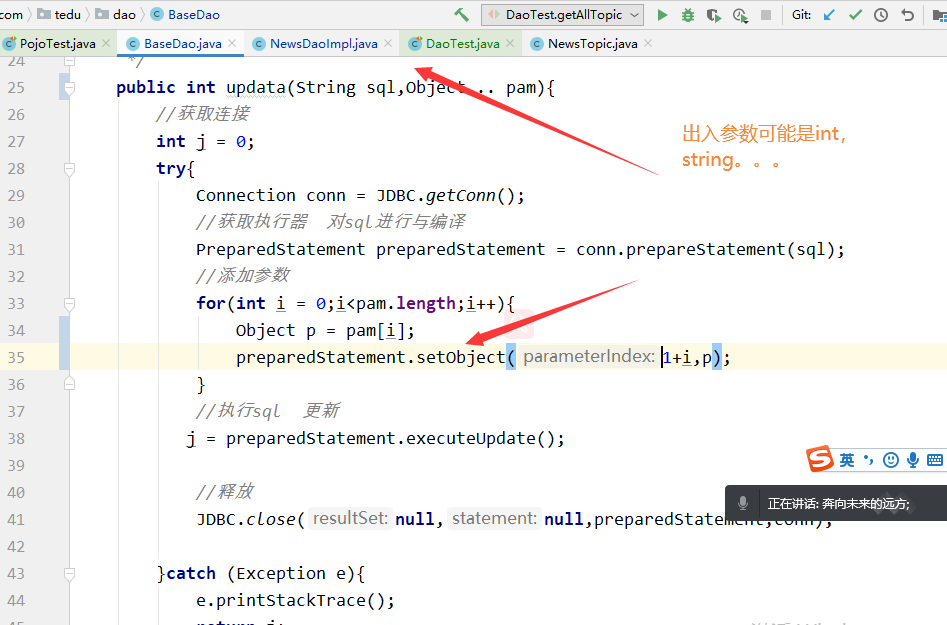 com tedu dao BaseDao DaoTest.getAllTopic Git:
PojoTest.java BaseDao.java NewsDaoImpl.java DaoTest.java NewsTopic.java
24 */
25 public int updata(String sql,Object... pam){
26 //获取连接
27 int j = 0;
出入参数可能是int，
string。。。
28 try{
29 Connection conn = JDBC.getConn();
30 //获取执行器 对sql进行与编译
31 PreparedStatement preparedStatement = conn.prepareStatement(sql);
32 //添加参数
33 for(int i = 0;i<pam.length;i++){
34 Object p = pam[i];
35 preparedStatement.setObject( parameterIndex: 1+i,p);
36 }
37 //执行sql 更新
38 j = preparedStatement.executeUpdate();
39
英
40 //释放
正在讲话: 奔向未来的远方;
41 JDBC.close( resultSet: null, statement: null,preparedStatement,conn);
42
43 }catch (Exception e){
44 e.printStackTrace();
return j;